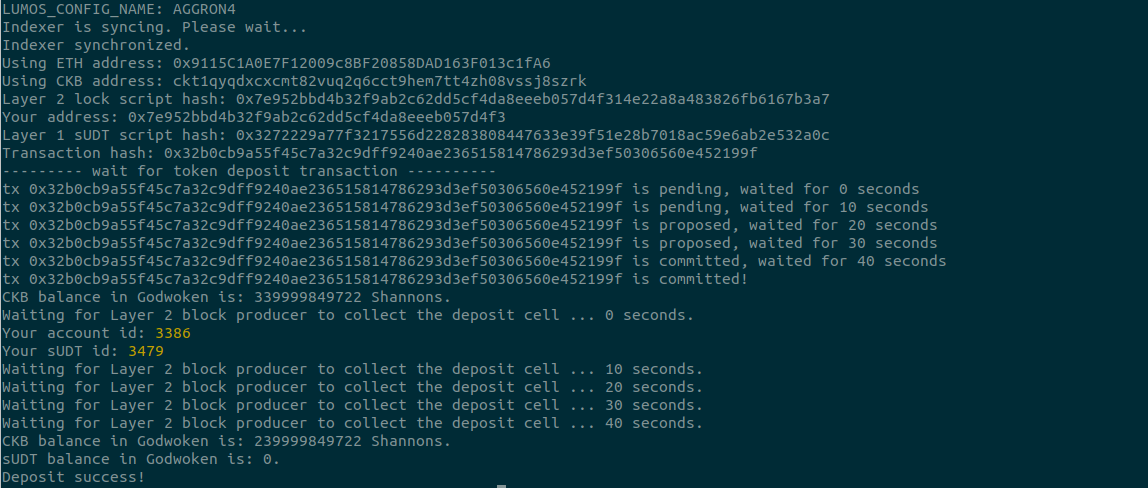 LUMOS_CONFIG_NAME: AGGRON4
Indexer is syncing. Please wait...
Indexer synchronized.
Using ETH address: 0x9115C1A0E7F12009c8BF20858DAD163F013c1fA6
Using CKB address: ckt1qyqdxcxcmt82vuq2q6cct9hem7tt4zh08vssj8szrk
Layer 2 lock script hash: 0x7e952bbd4b32f9ab2c62dd5cf4da8eeeb057d4f314e22a8a483826fb6167b3a7
Your address: 0x7e952bbd4b32f9ab2c62dd5cf4da8eeeb057d4f3
Layer 1 sUDT script hash: 0x3272229a77f3217556d228283808447633e39f51e28b7018ac59e6ab2e532a0c
Transaction hash: 0x32b0cb9a55f45c7a32c9dff9240ae236515814786293d3ef50306560e452199f
--------- wait for token deposit transaction ----------
tx 0x32b0cb9a55f45c7a32c9dff9240ae236515814786293d3ef50306560e452199f is pending, waited for 0 seconds
tx 0x32b0cb9a55f45c7a32c9dff9240ae236515814786293d3ef50306560e452199f is pending, waited for 10 seconds
tx 0x32b0cb9a55f45c7a32c9dff9240ae236515814786293d3ef50306560e452199f is proposed, waited for 20 seconds
tx 0x32b0cb9a55f45c7a32c9dff9240ae236515814786293d3ef50306560e452199f is proposed, waited for 30 seconds
tx 0x32b0cb9a55f45c7a32c9dff9240ae236515814786293d3ef50306560e452199f is committed, waited for 40 seconds
tx 0x32b0cb9a55f45c7a32c9dff9240ae236515814786293d3ef50306560e452199f is committed!
CKB balance in Godwoken is: 339999849722 Shannons.
Waiting for Layer 2 block producer to collect the deposit cell ... 0 seconds.
Your account id: 3386
Your sUDT id: 3479
Waiting for Layer 2 block producer to collect the deposit cell ... 10 seconds.
Waiting for Layer 2 block producer to collect the deposit cell ... 20 seconds.
Waiting for Layer 2 block producer to collect the deposit cell ... 30 seconds.
Waiting for Layer 2 block producer to collect the deposit cell ... 40 seconds.
CKB balance in Godwoken is: 239999849722 Shannons.
sUDT balance in Godwoken is: 0.
Deposit success!